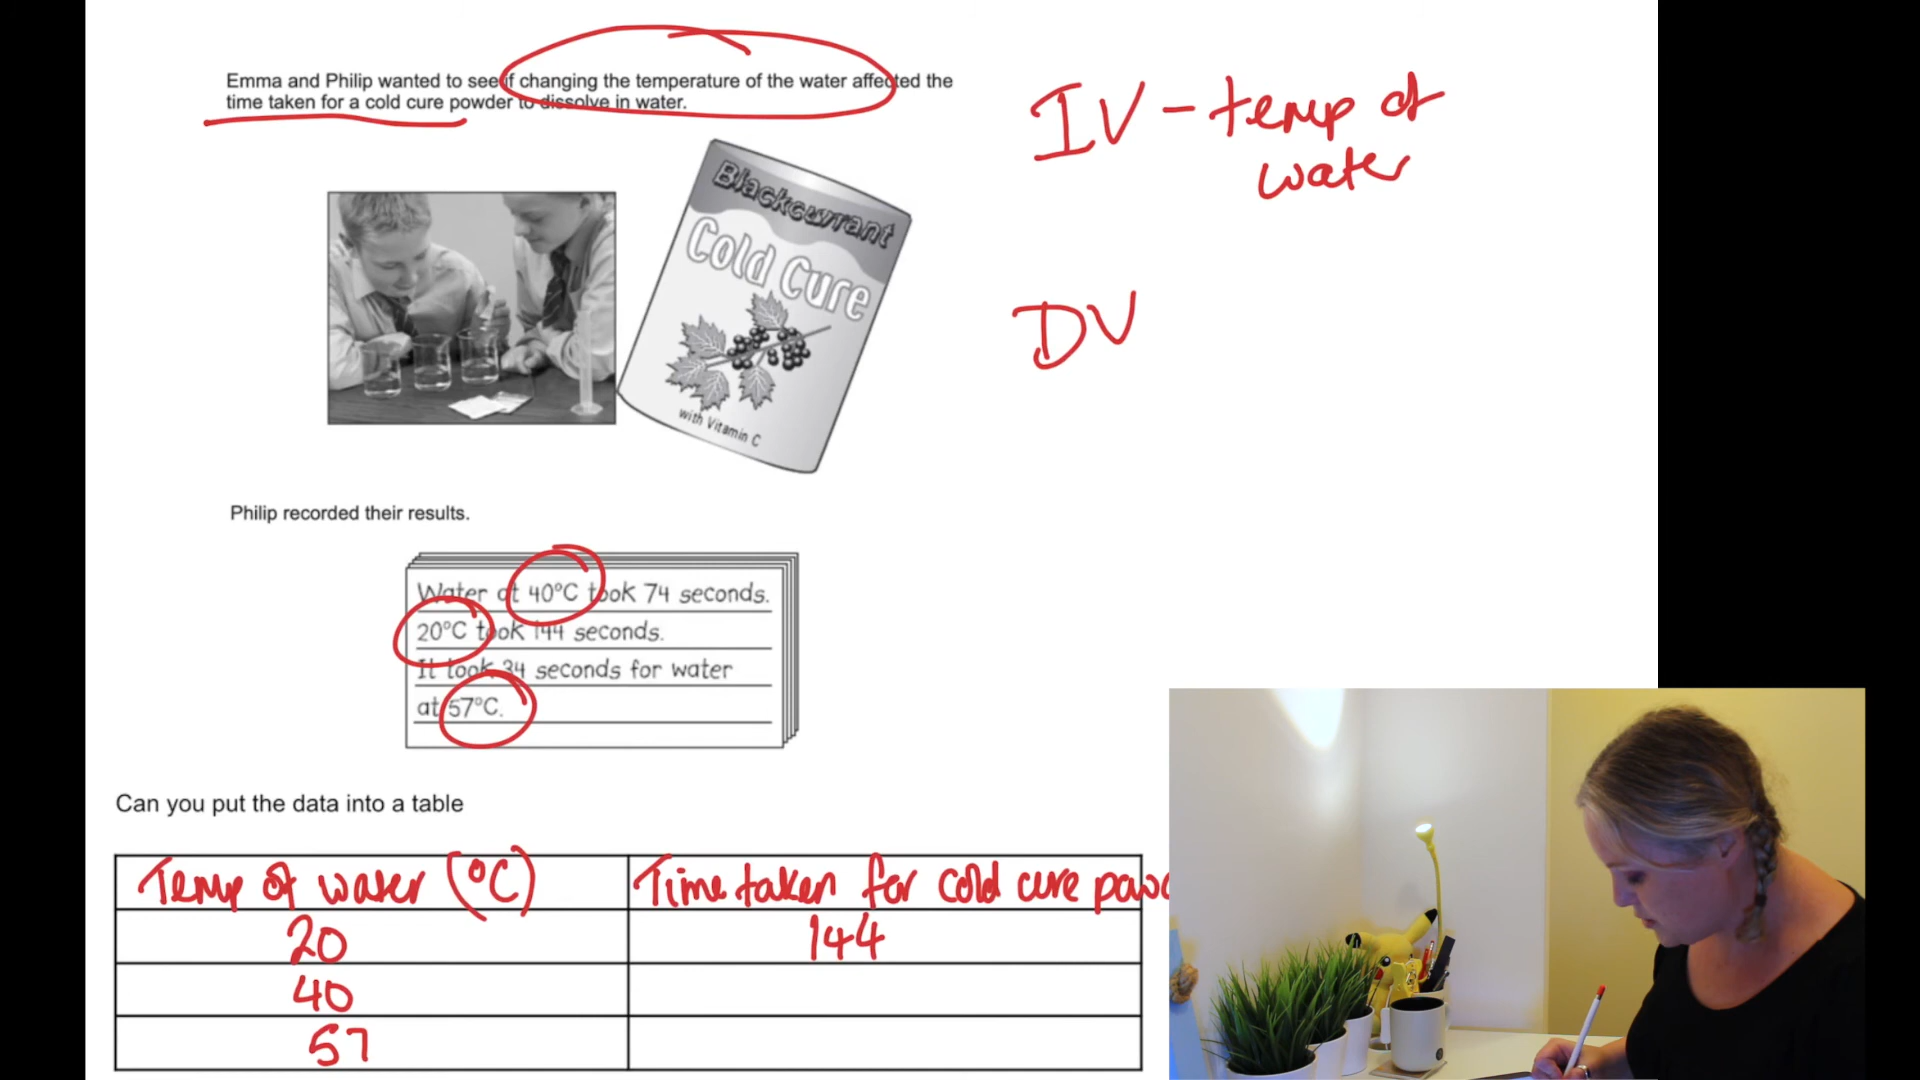 Emma and Philip wanted to see if changing the temperature of the water affected the
time taken for a cold cure powder to dissolve in water.
IV - temp of
water
Blackcurrant
Cold Cure
with Vitamin C
DV
Philip recorded their results.
Water at 40°C took 74 seconds.
20°C took 144 seconds.
It took 34 seconds for water
at 57°C.
Can you put the data into a table
Temp of water (°C) Time taken for cold cure
20 144
40
57